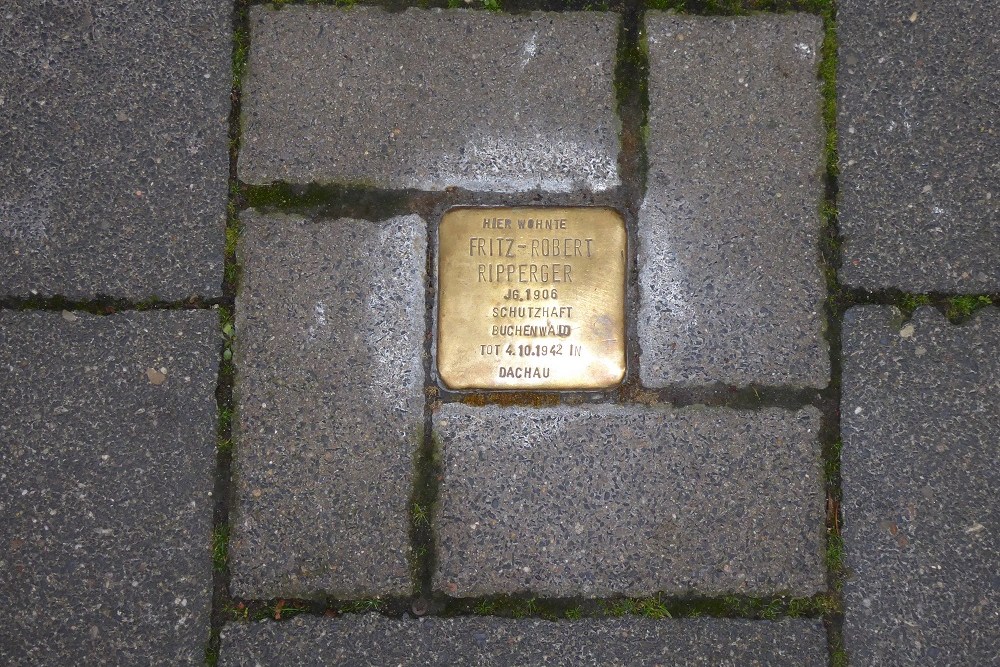 HIER WOHNTE
FRITZ-ROBERT
RIPPERGER
JG. 1906
SCHUTZHAFT
BUCHENWALD
TOT 4.10.1942 IN
DACHAU